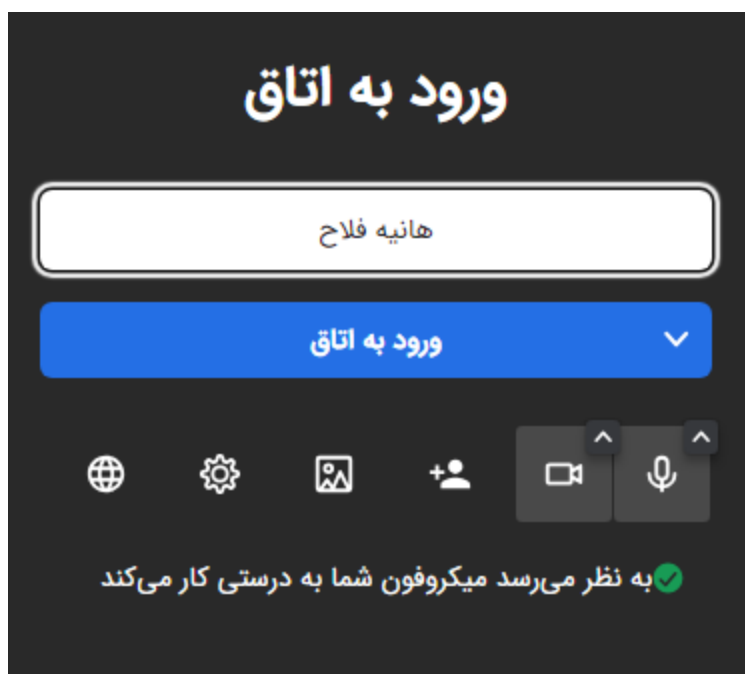 ورود به اتاق
هانیه فلاح
ورود به اتاق
به نظر می‌رسد میکروفون شما به درستی کار می‌کند